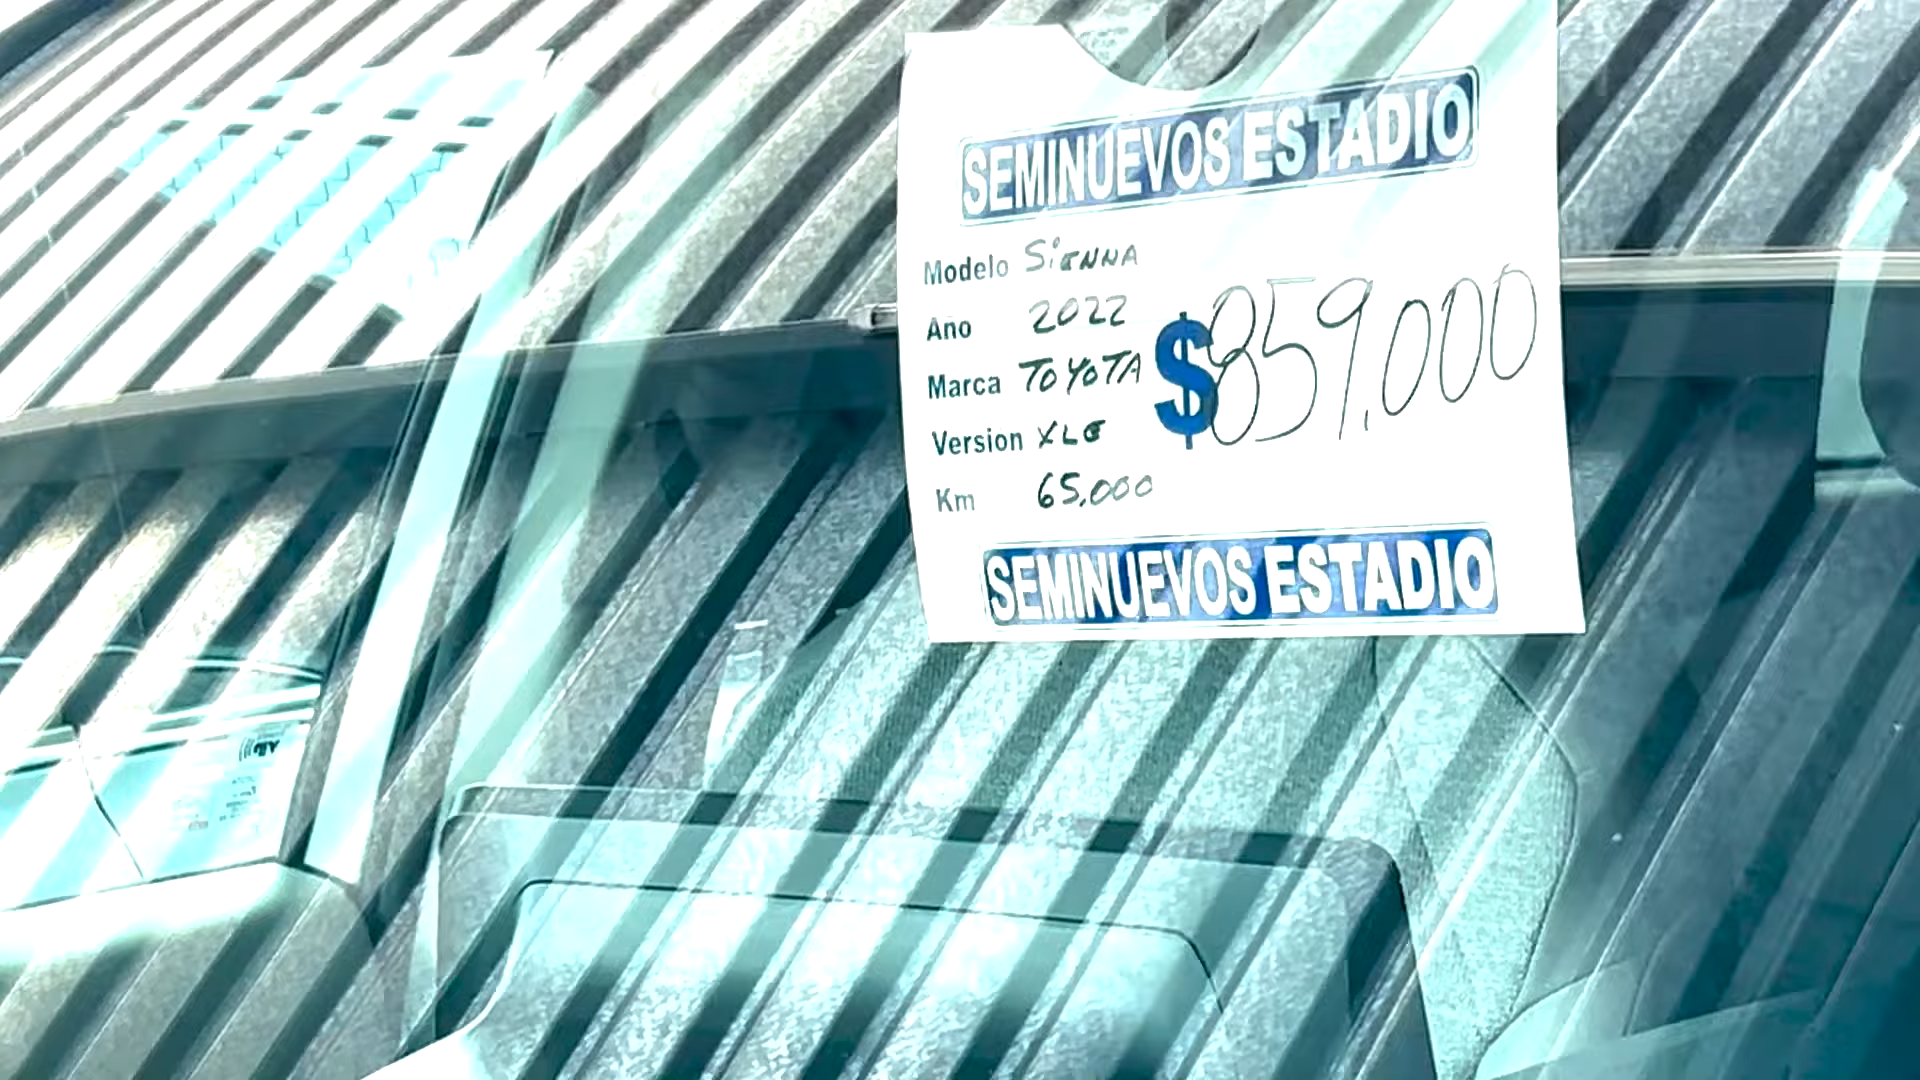 SEMINUEVOS ESTADIO
Modelo Sienna
Año 2022
Marca TOYOTA
$859,000
Version XLE
Km 65,000
SEMINUEVOS ESTADIO